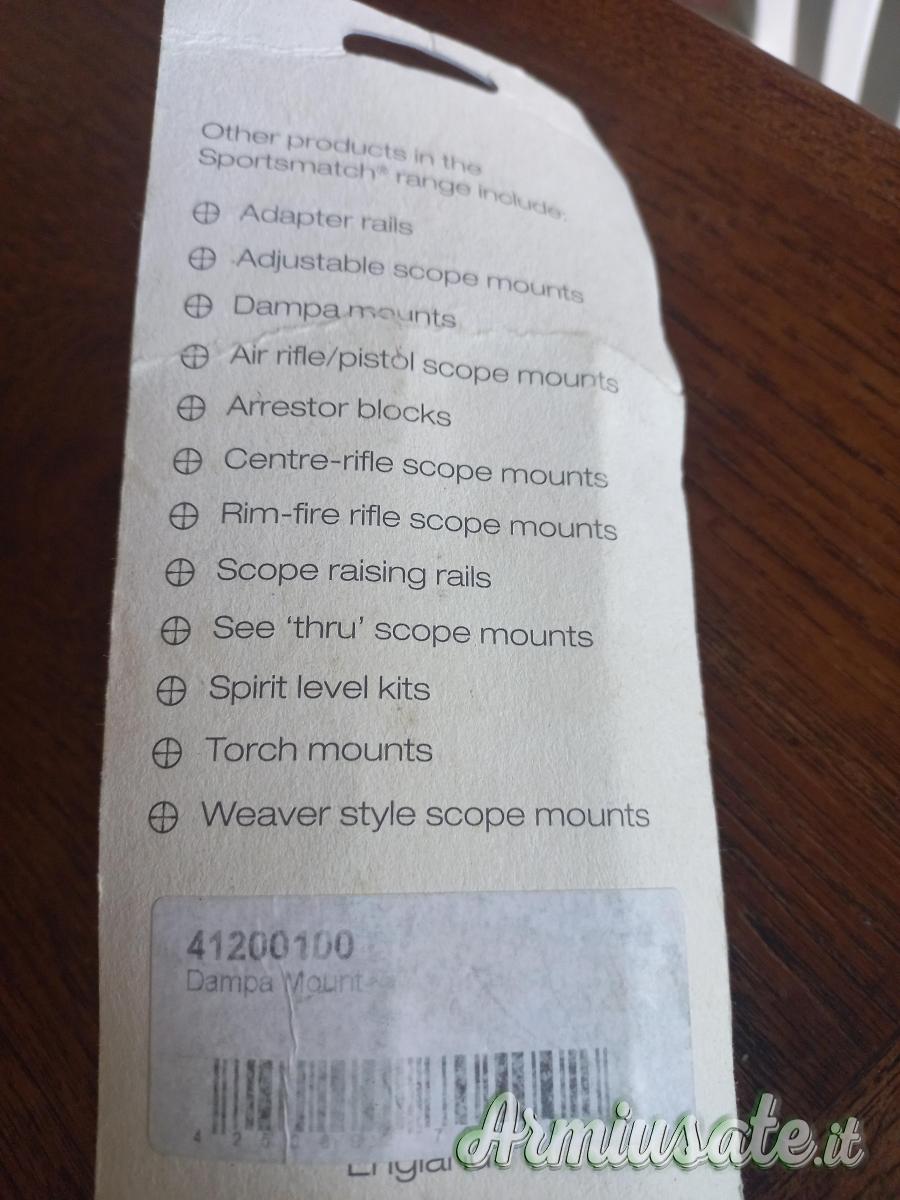 Other products in the
Sportsmatch® range include:
Adapter rails
Adjustable scope mounts
Dampa mounts
Air rifle/pistol scope mounts
Arrestor blocks
Centre-rifle scope mounts
Rim-fire rifle scope mounts
Scope raising rails
See ‘thru’ scope mounts
Spirit level kits
Torch mounts
Weaver style scope mounts
41200100
Dampa Mount
Armiusate.it